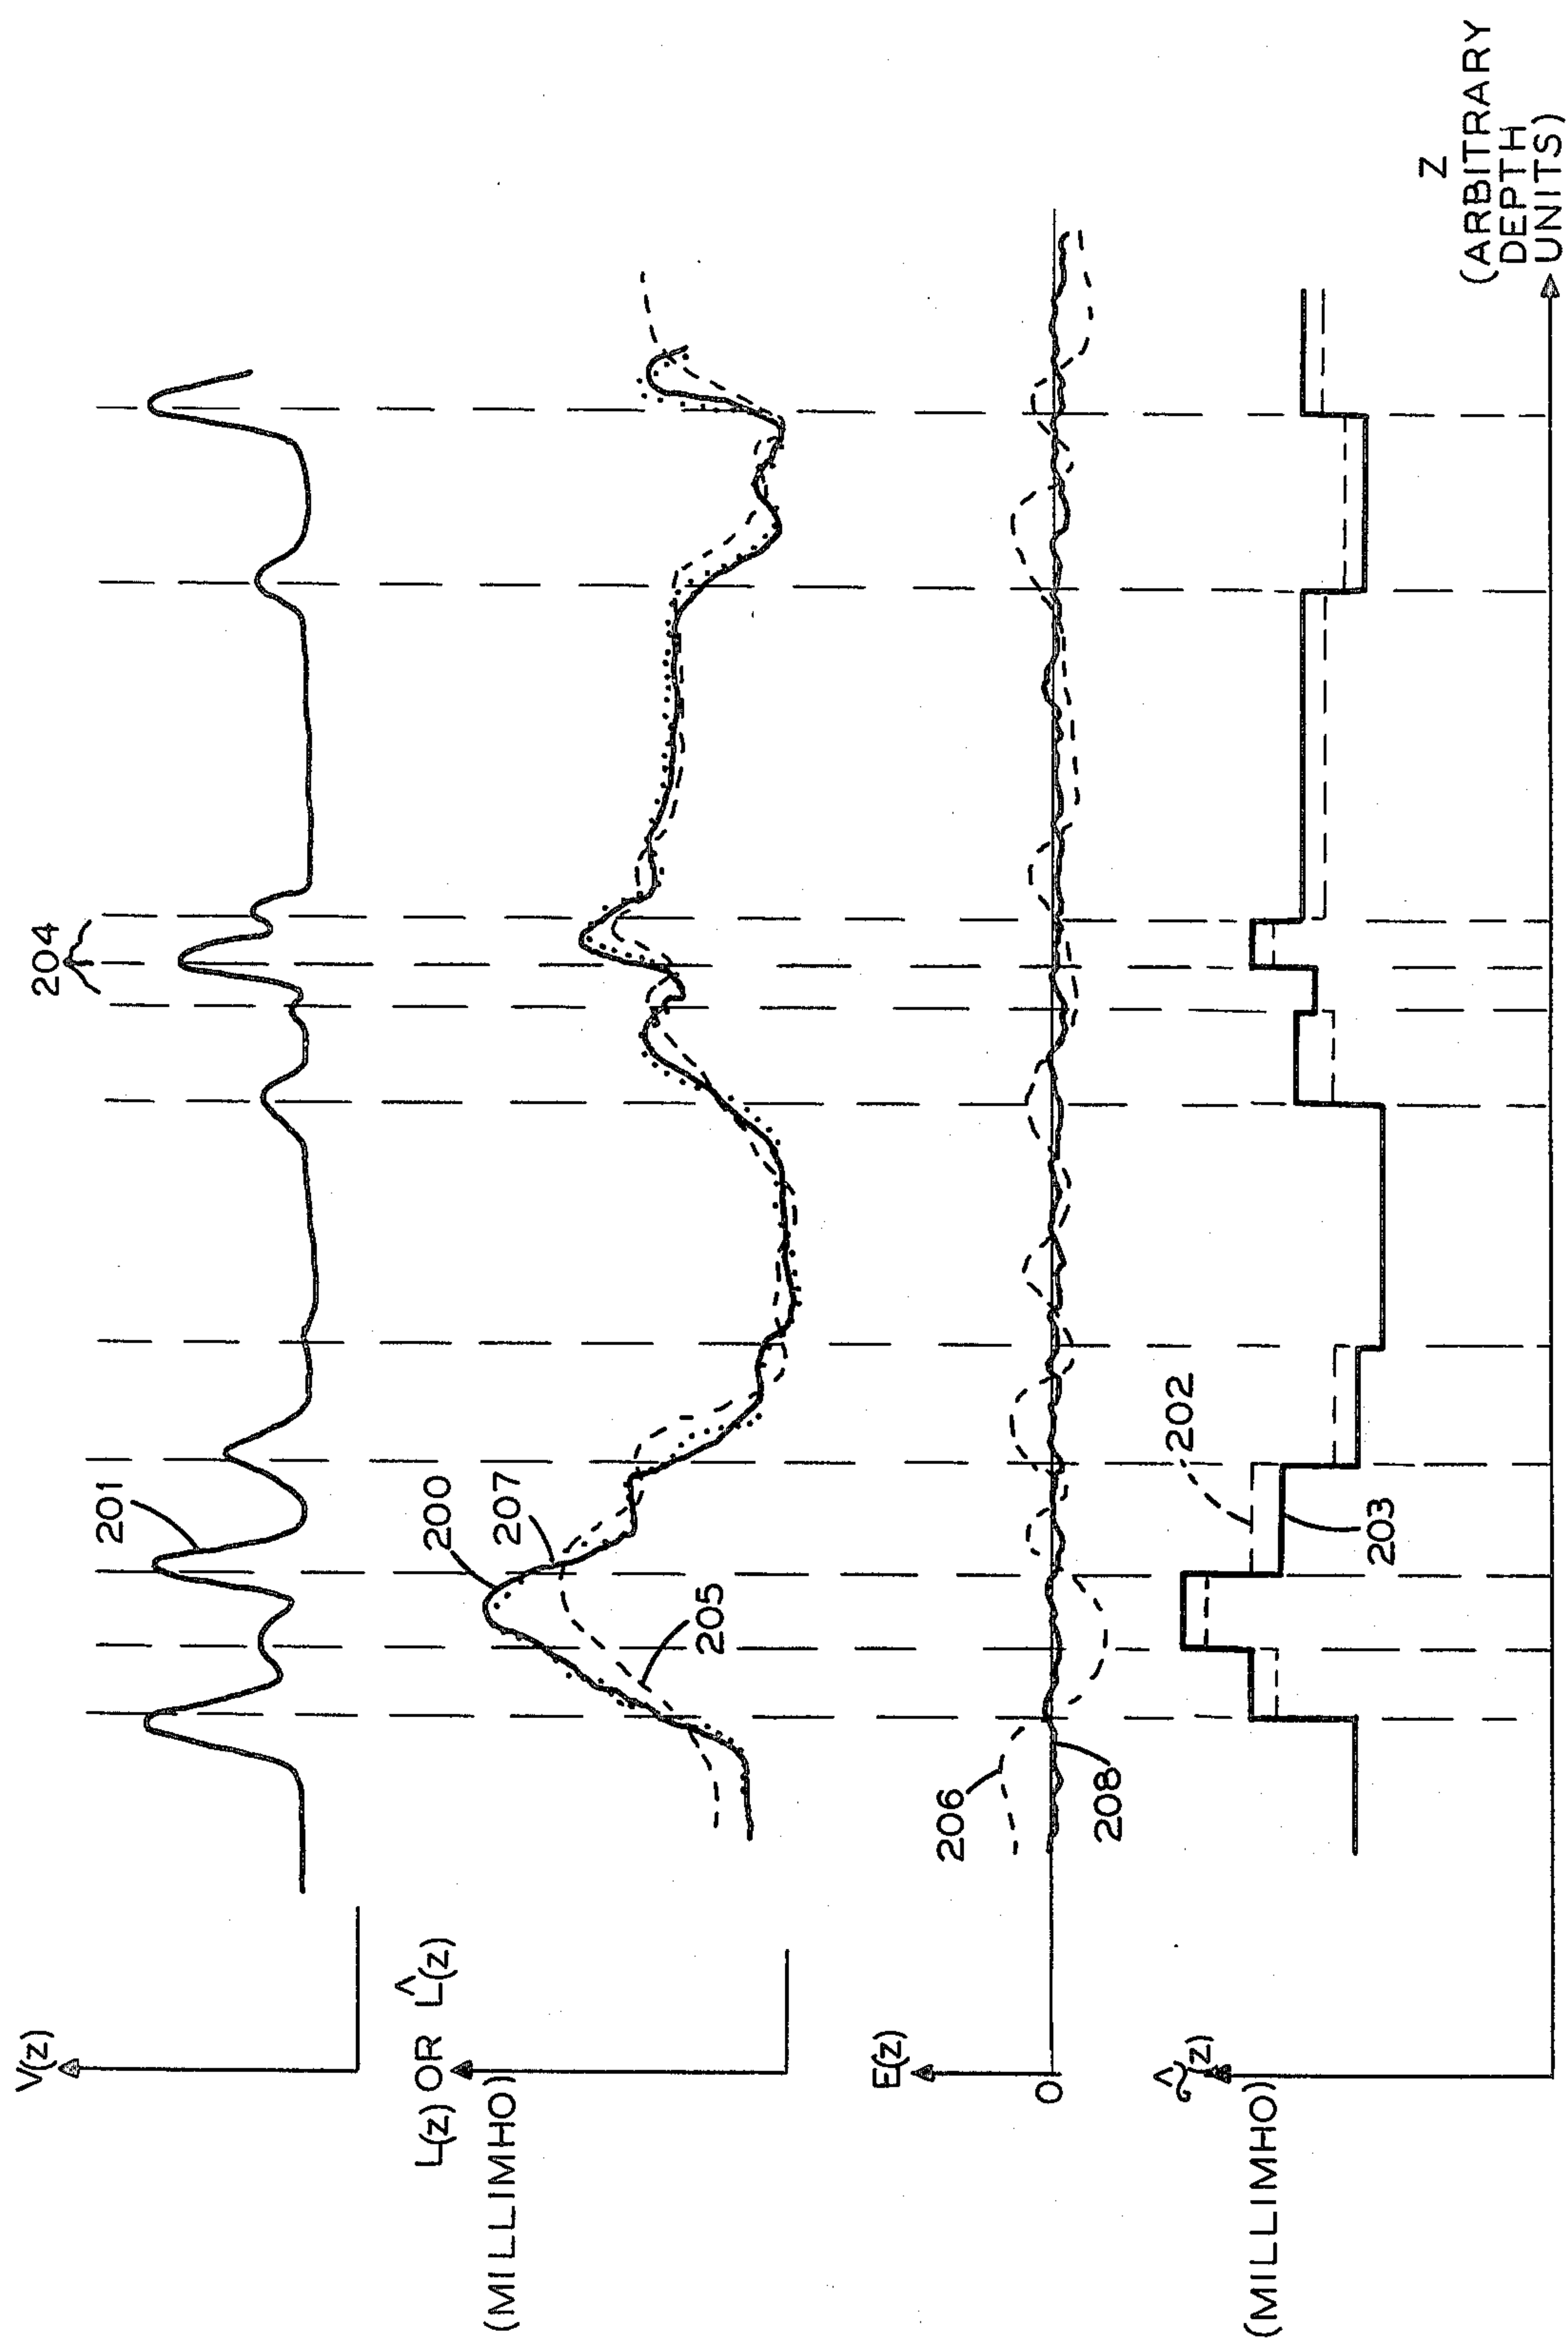 V(z)
204
201
L(z) OR L̂(z)
(MILLIMHO)
200
207
205
E(z)
0
206
208
(z)
(MILLIMHO)
202
203
Z
(ARBITRARY
DEPTH
UNITS)